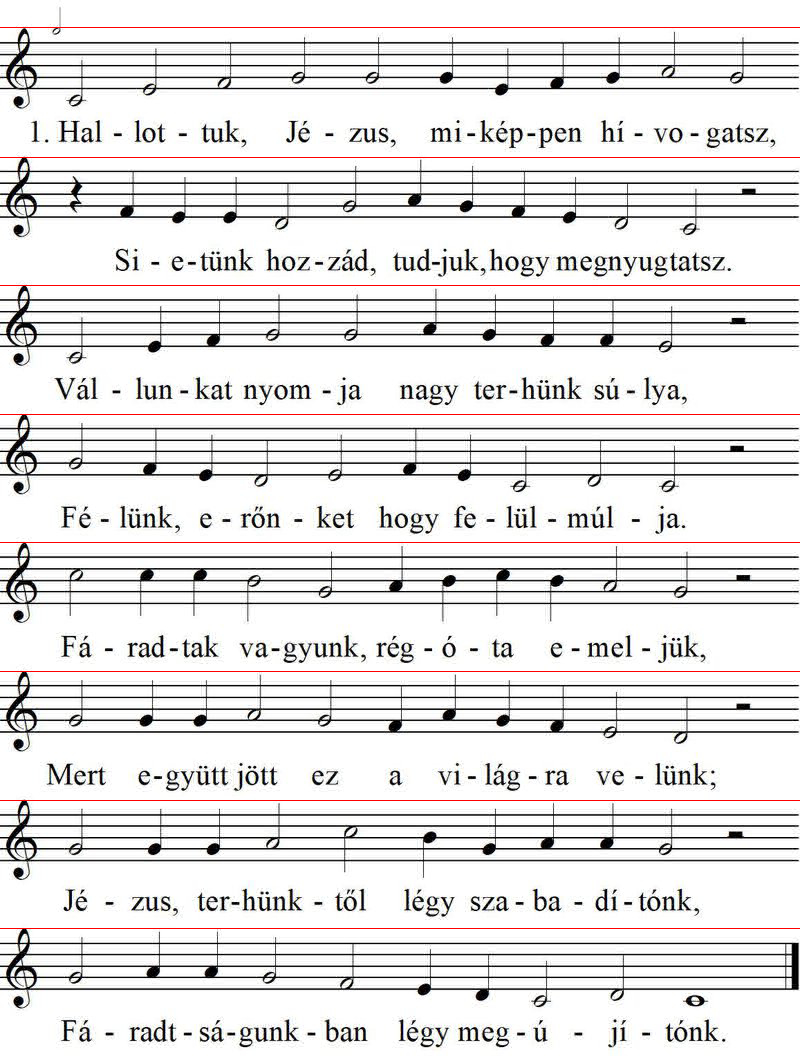 1. Hal - lot - tuk, Jé - zus, mi - kép - pen hí - vo - gatsz,
Si - e - tünk hoz - zád, tud - juk, hogy megnyugtatsz.
Vál - lun - kat nyom - ja nagy ter - hünk sú - lya,
Fé - lünk, e - rőn - ket hogy fe - lül - múl - ja.
Fá - rad - tak va - gyunk, rég - ó - ta e - mel - jük,
Mert e - gyütt jött ez a vi - lág - ra ve - lünk;
Jé - zus, ter - hünk - től légy sza - ba - dí - tónk,
Fá - radt - sá - gunk - ban légy meg - ú - jí - tónk.